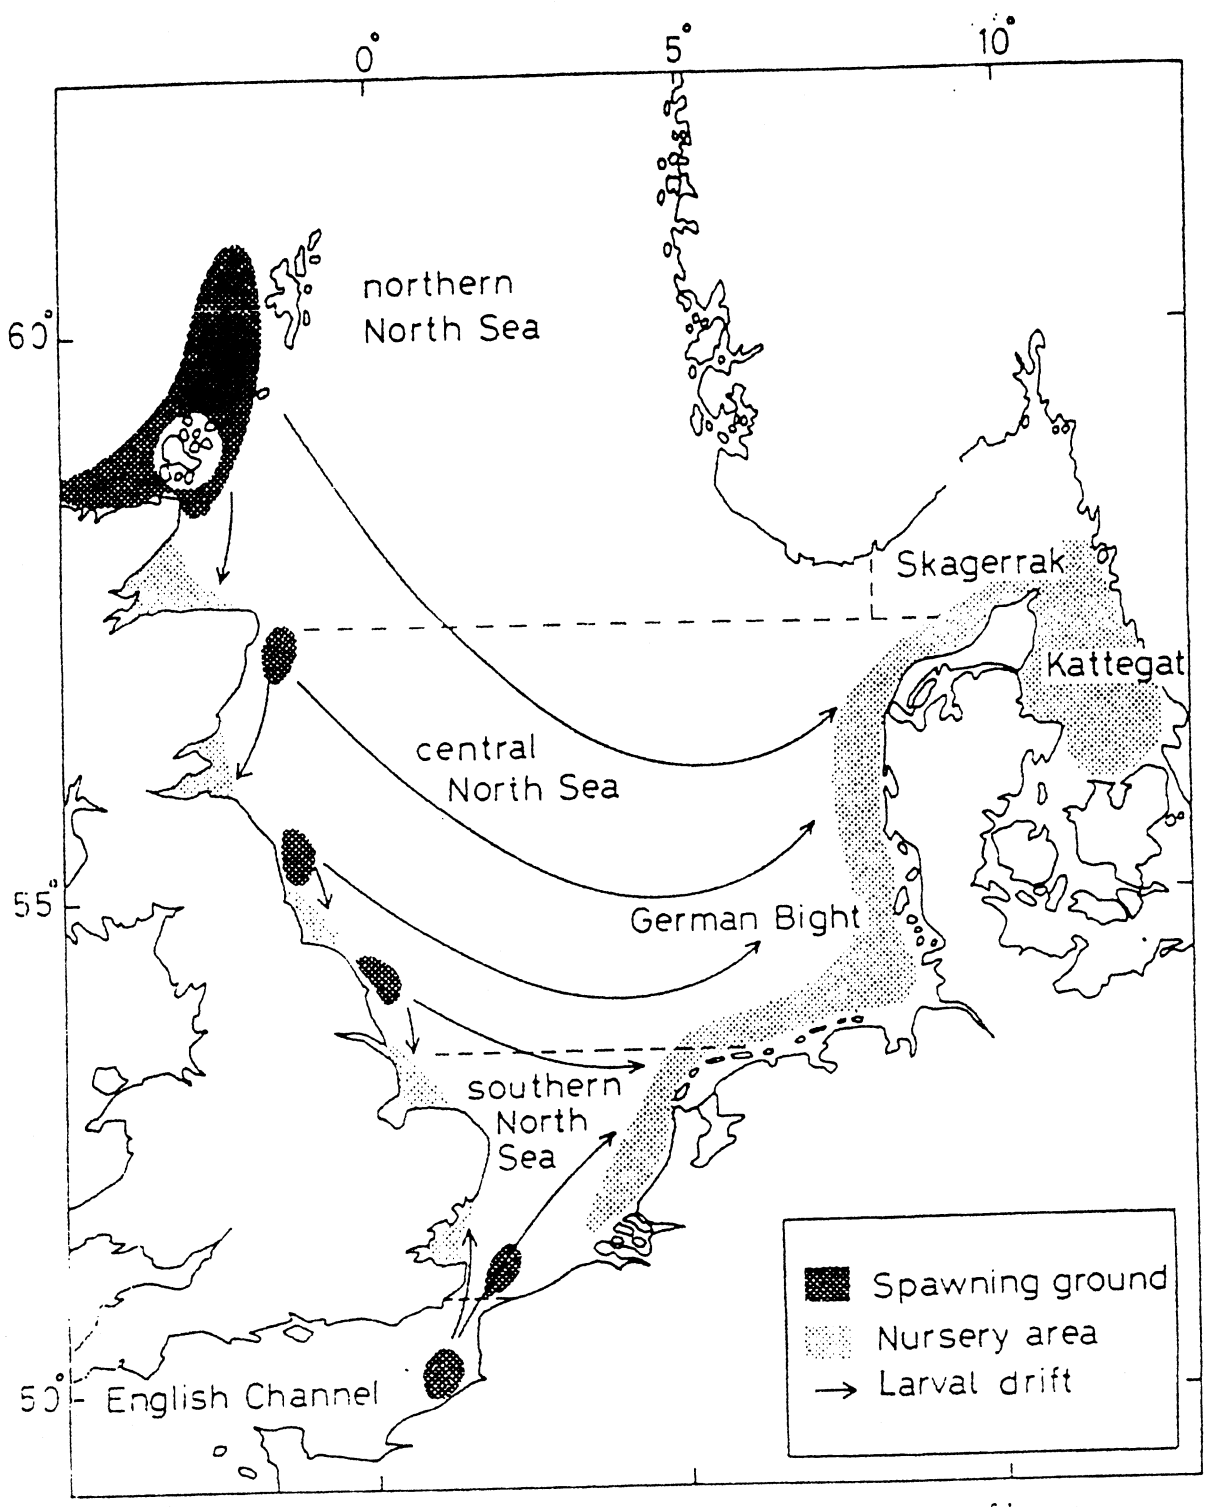 0°
5°
10°
northern
North Sea
60°
Skagerrak
Kattegat
central
North Sea
55°
German Bight
southern
North
Sea
Spawning ground
Nursery area
Larval drift
50°
English Channel